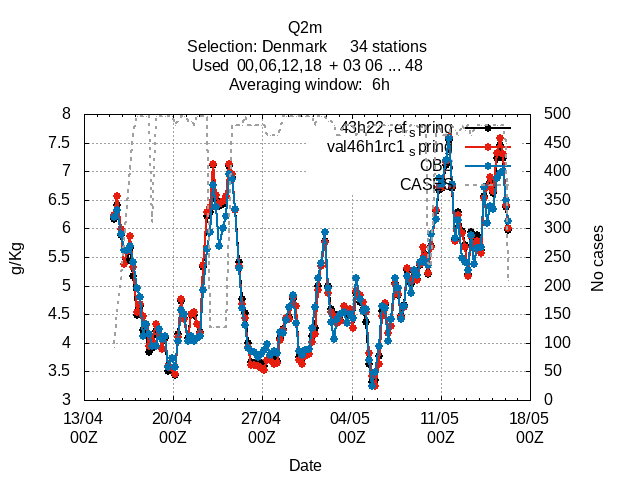 Q2m
Selection: Denmark 34 stations
Used 00,06,12,18 + 03 06 ... 48
Averaging window: 6h
g/Kg
8
7.5
7
6.5
6
5.5
5
4.5
4
3.5
3
500
450
400
350
300
250
200
150
100
50
0
No cases
43h22_ref_spring
val46h1rc1_spring
OBS
CASES
13/04 00Z
20/04 00Z
27/04 00Z
04/05 00Z
11/05 00Z
18/05 00Z
Date